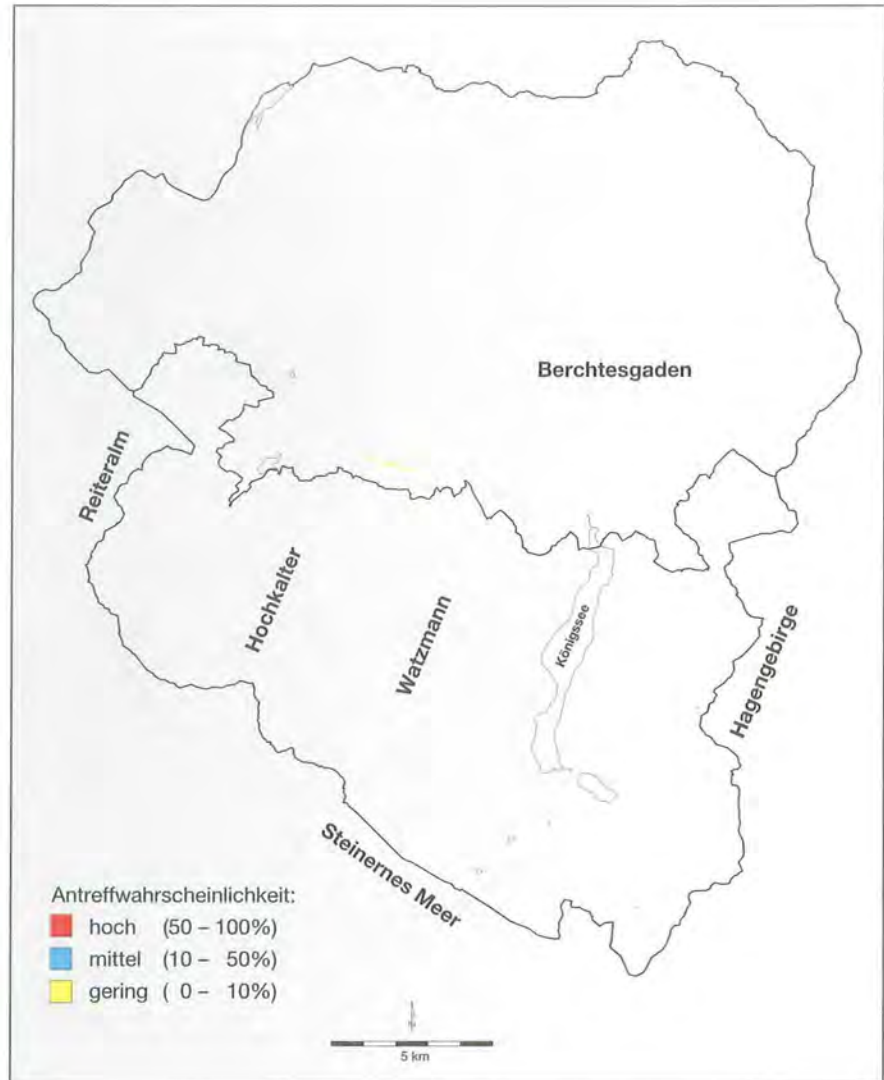 Berchtesgaden
Reiteralm
Hochkalter
Watzmann
Königssee
Hagengebirge
Steinernes Meer
Antreffwahrscheinlichkeit:
hoch (50 – 100%)
mittel (10 – 50%)
gering ( 0 – 10%)
5 km